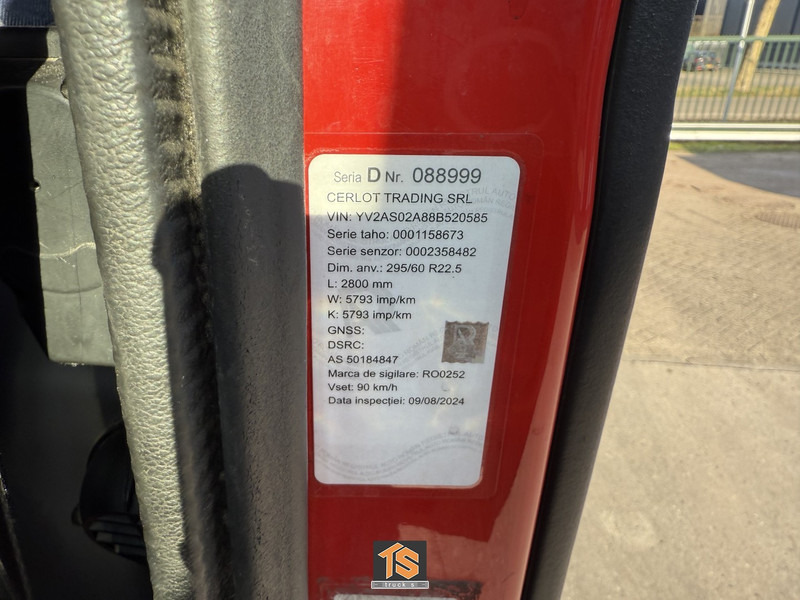 Seria D Nr. 088999
CERLOT TRADING SRL
VIN: YV2AS02A88B520585
Serie taho: 0001158673
Serie senzor: 0002358482
Dim. anv.: 295/60 R22.5
L: 2800 mm
W: 5793 imp/km
K: 5793 imp/km
GNSS:
DSRC:
AS 50184847
Marca de sigilare: RO0252
Vset: 90 km/h
Data inspecției: 09/08/2024
TS